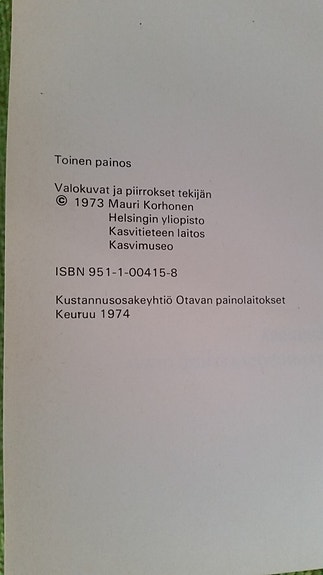 Toinen painos
Valokuvat ja piirrokset tekijän
© 1973 Mauri Korhonen
Helsingin yliopisto
Kasvitieteen laitos
Kasvimuseo
ISBN 951-1-00415-8
Kustannusosakeyhtiö Otavan painolaitokset
Keuruu 1974